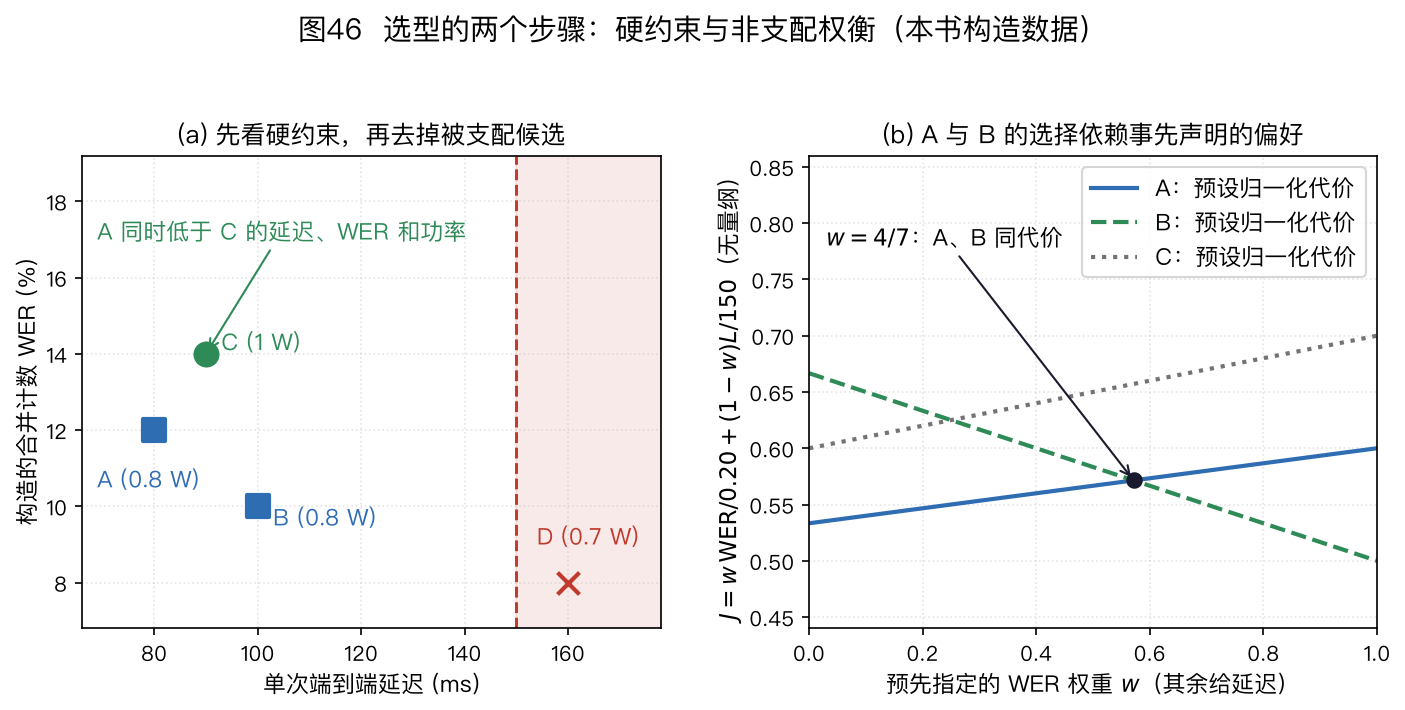 图46 选型的两个步骤：硬约束与非支配权衡（本书构造数据）
(a) 先看硬约束，再去掉被支配候选
构造的合并计数 WER (%)
18
16
14
12
10
8
A 同时低于 C 的延迟、WER 和功率
C (1 W)
A (0.8 W)
B (0.8 W)
D (0.7 W)
80 100 120 140 160
单次端到端延迟 (ms)
(b) A 与 B 的选择依赖事先声明的偏好
J = w WER/0.20 + (1 − w)L/150（无量纲）
0.85
0.80
0.75
0.70
0.65
0.60
0.55
0.50
0.45
w = 4/7：A、B 同代价
A：预设归一化代价
B：预设归一化代价
C：预设归一化代价
0.0 0.2 0.4 0.6 0.8 1.0
预先指定的 WER 权重 w（其余给延迟）